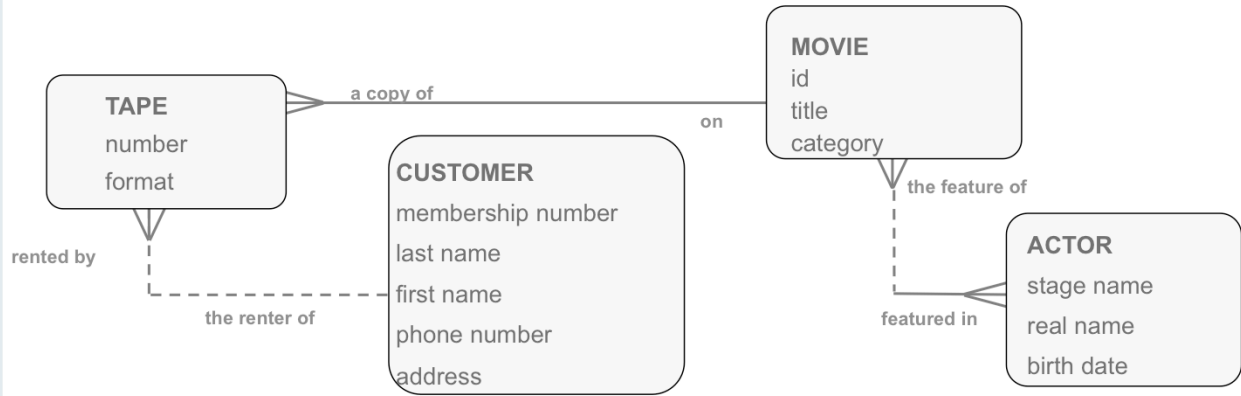 TAPE
number
format
a copy of
on
MOVIE
id
title
category
CUSTOMER
membership number
last name
first name
phone number
address
rented by
the renter of
the feature of
featured in
ACTOR
stage name
real name
birth date